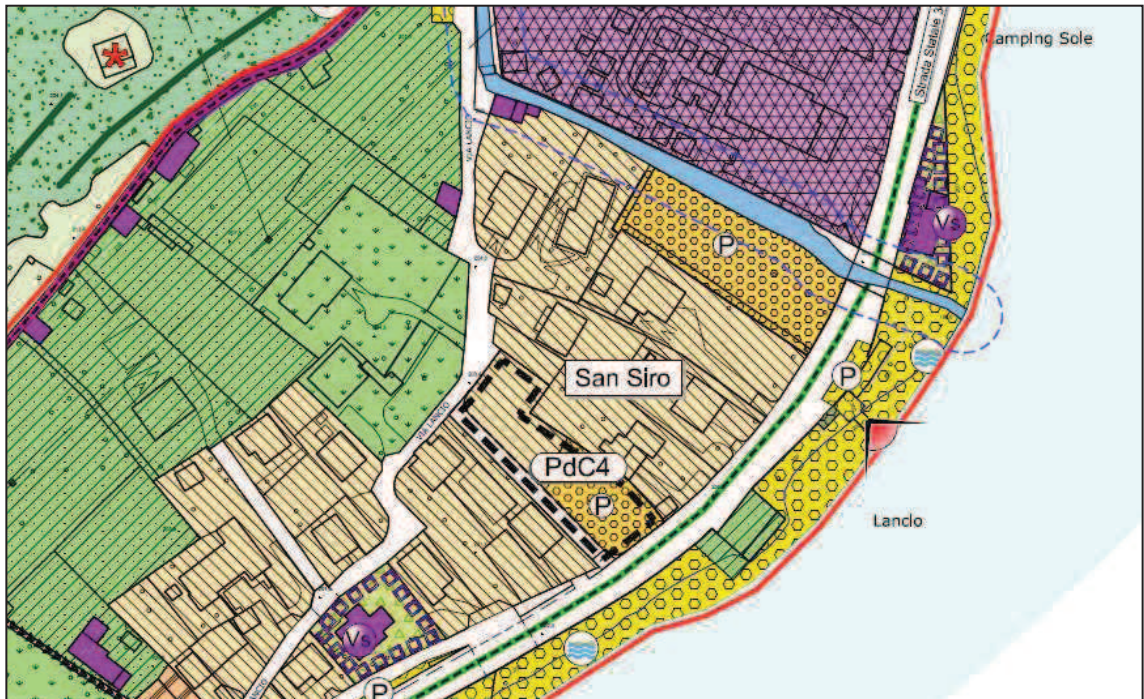 Camping Sole
Strada Statale 3
VIA LANCIO
Vs
P
San Siro
P
VIA LANCIO
PdC4
P
Lancio
Vs
P